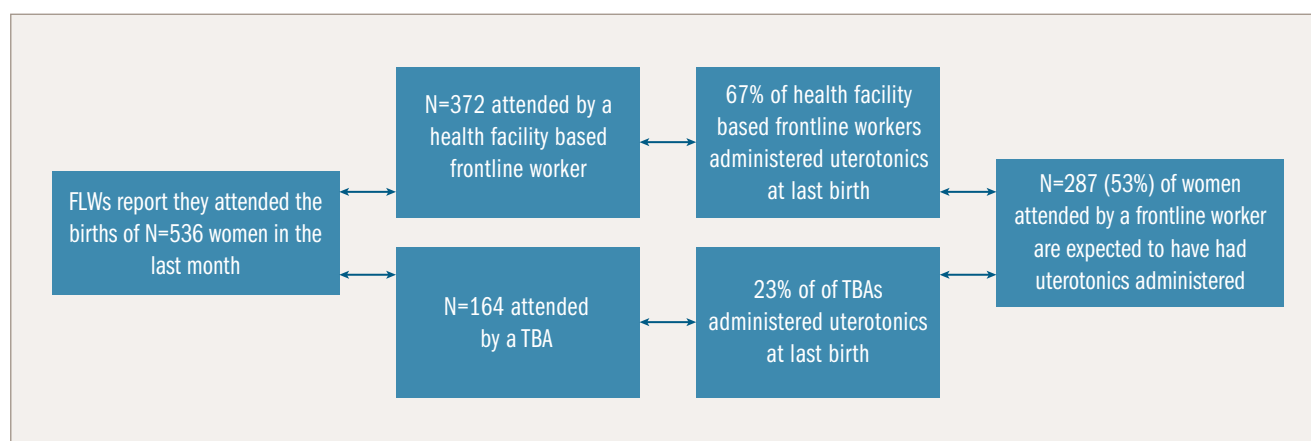 FLWs report they attended the
births of N=536 women in the
last month
N=372 attended by a
health facility based
frontline worker
N=164 attended
by a TBA
67% of health facility
based frontline workers
administered uterotonics
at last birth
23% of of TBAs
administered uterotonics
at last birth
N=287 (53%) of women
attended by a frontline worker
are expected to have had
uterotonics administered